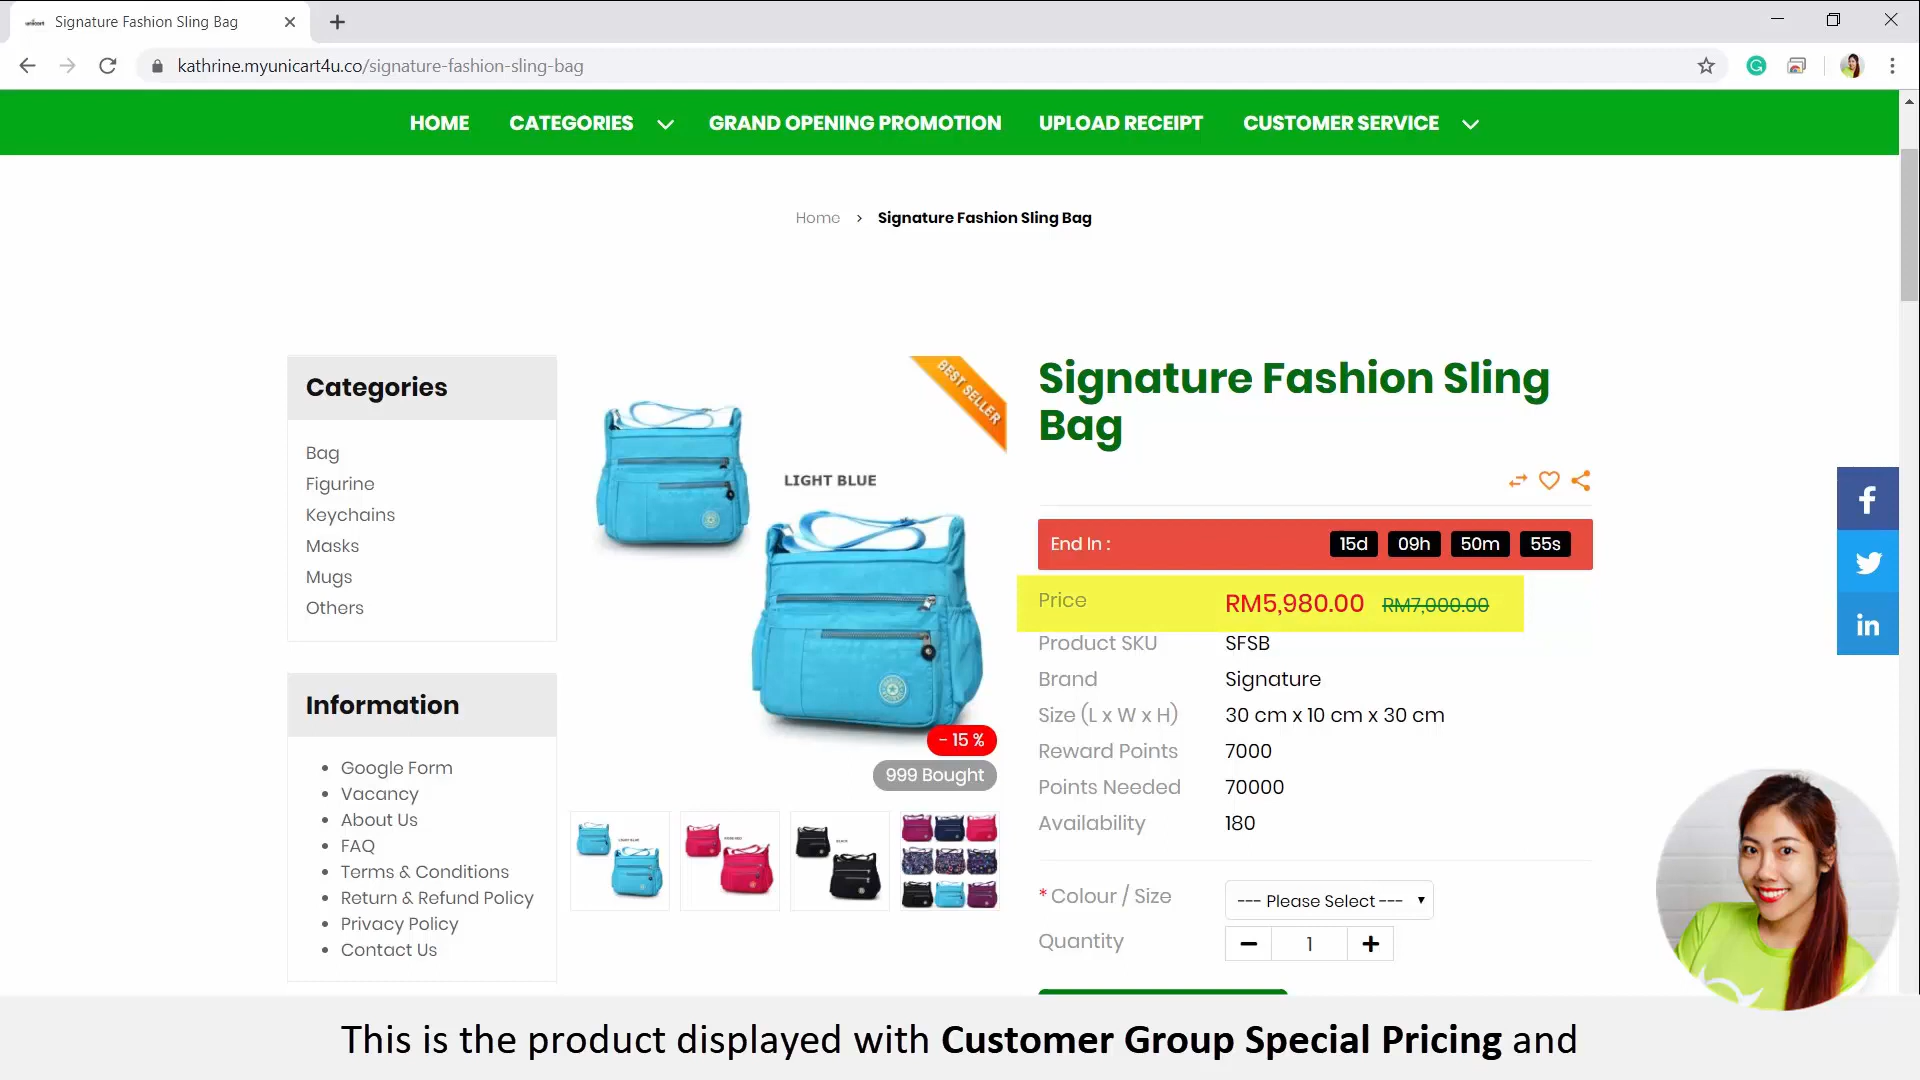 Signature Fashion Sling Bag
kathrine.myunicart4u.co/signature-fashion-sling-bag
HOME CATEGORIES GRAND OPENING PROMOTION UPLOAD RECEIPT CUSTOMER SERVICE
Home > Signature Fashion Sling Bag
Categories
Bag
Figurine
Keychains
Masks
Mugs
Others
Information
Google Form
Vacancy
About Us
FAQ
Terms & Conditions
Return & Refund Policy
Privacy Policy
Contact Us
BEST SELLER
LIGHT BLUE
- 15 %
999 Bought
Signature Fashion Sling
Bag
End In : 15d 09h 50m 55s
Price RM5,980.00 RM7,000.00
Product SKU SFSB
Brand Signature
Size (L x W x H) 30 cm x 10 cm x 30 cm
Reward Points 7000
Points Needed 70000
Availability 180
* Colour / Size --- Please Select ---
Quantity 1
This is the product displayed with Customer Group Special Pricing and